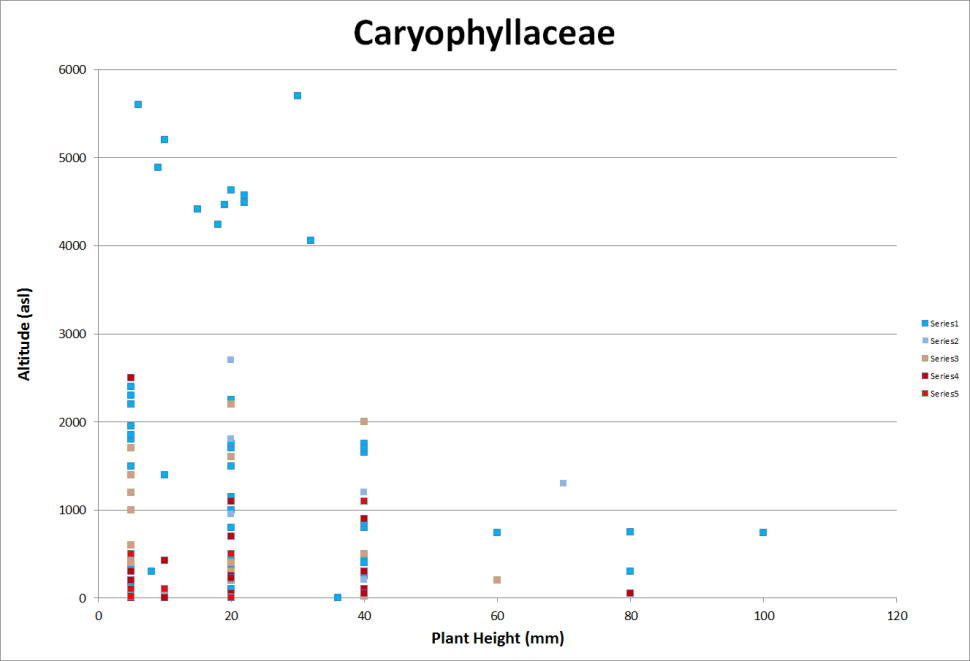 Caryophyllaceae
6000
5000
4000
3000
2000
1000
0
Altitude (asl)
0 20 40 60 80 100 120
Plant Height (mm)
Series1
Series2
Series3
Series4
Series5